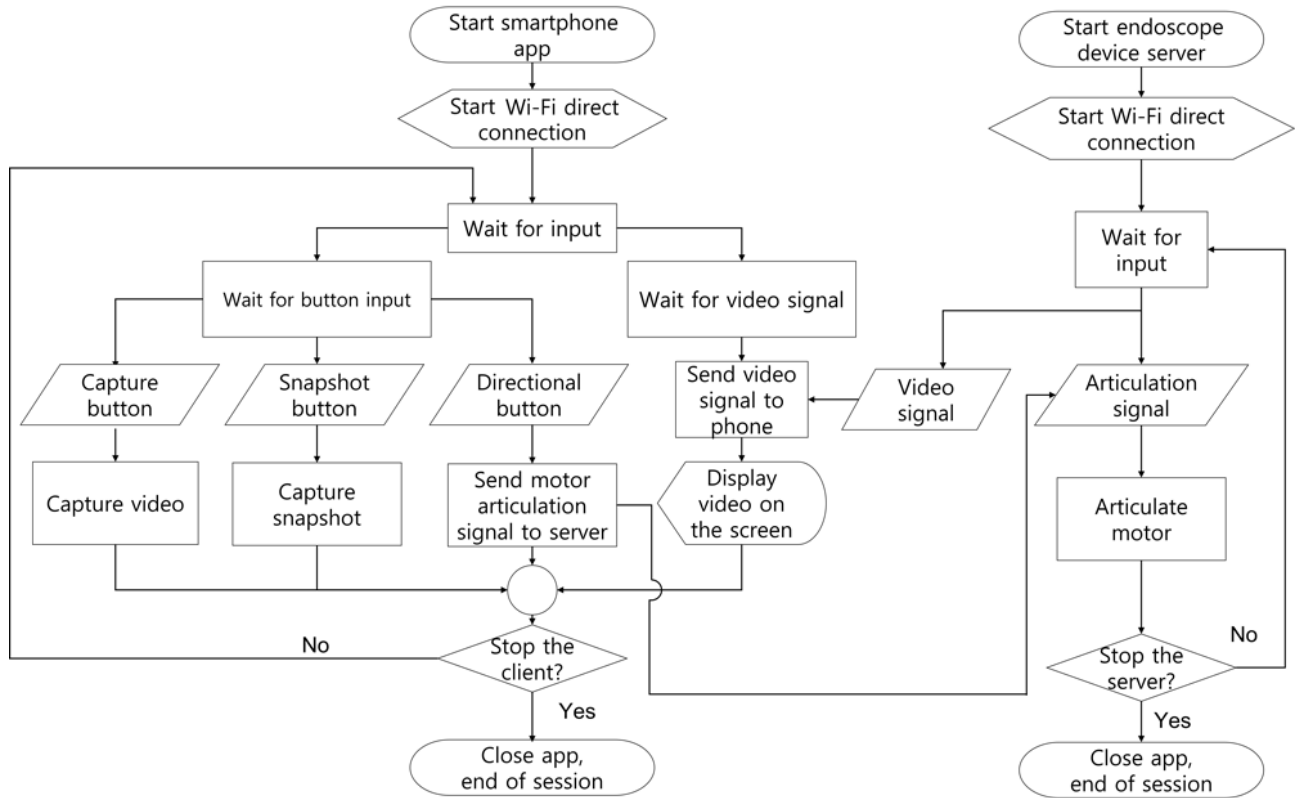 Start smartphone
app
Start endoscope
device server
Start Wi-Fi direct
connection
Start Wi-Fi direct
connection
Wait for input
Wait for
input
Wait for button input
Wait for video signal
Capture
button
Snapshot
button
Directional
button
Send video
signal to
phone
Video
signal
Articulation
signal
Capture video
Capture
snapshot
Send motor
articulation
signal to server
Display
video on
the screen
Articulate
motor
No
Stop the
client?
Yes
No
Stop the
server?
Yes
Close app,
end of session
Close app,
end of session